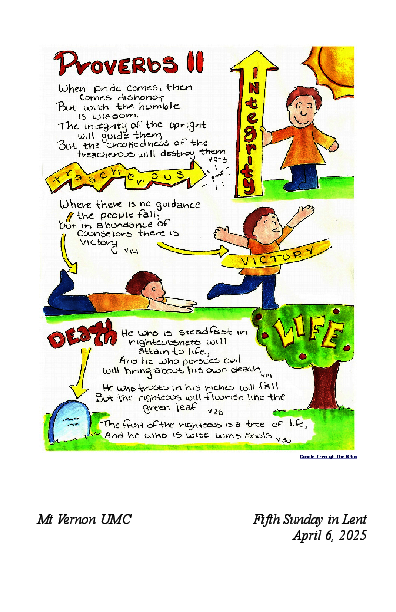 PROVERBS 11
When pride comes, then
comes dishonor,
But with the humble
is wisdom.
The integrity of the upright
will guide them,
But the crookedness of the
treacherous will destroy them
v2-3
Treacherous
Integrity
Where there is no guidance
the people fall,
but in abundance of
Counselors there is
Victory
v14
VICTORY
DEATH
LIFE
He who is steadfast in
righteousness will
attain to life,
And he who pursues evil
will bring about his own death.
v19
He who trusts in his riches will fall
But the righteous will flourish like the
green leaf v28
The fruit of the righteous is a tree of life,
And he who is wise wins souls v30
Doodle Through The Bible
Mt Vernon UMC
Fifth Sunday in Lent
April 6, 2025